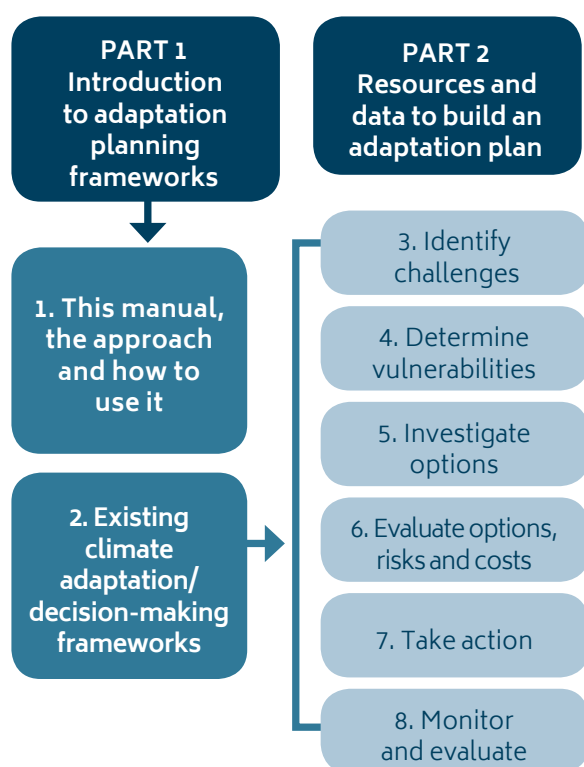 PART 1
Introduction
to adaptation
planning
frameworks
1. This manual,
the approach
and how to
use it
2. Existing
climate
adaptation/
decision-making
frameworks
PART 2
Resources and
data to build an
adaptation plan
3. Identify
challenges
4. Determine
vulnerabilities
5. Investigate
options
6. Evaluate options,
risks and costs
7. Take action
8. Monitor
and evaluate